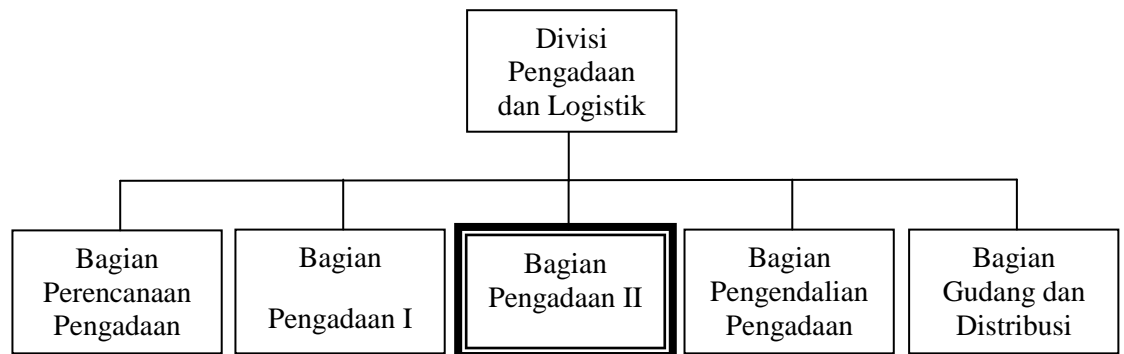 Divisi
Pengadaan
dan Logistik
Bagian
Perencanaan
Pengadaan
Bagian
Pengadaan I
Bagian
Pengadaan II
Bagian
Pengendalian
Pengadaan
Bagian
Gudang dan
Distribusi